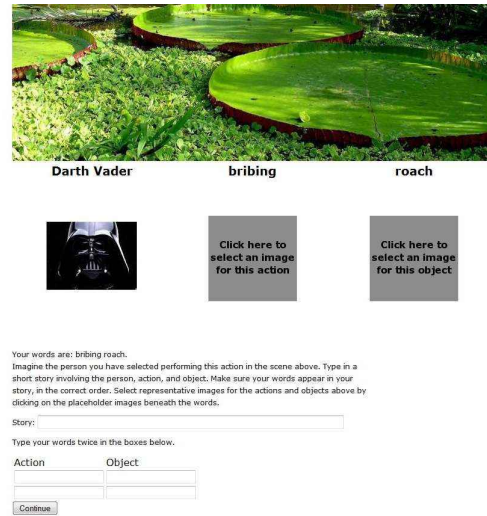 Darth Vader bribing roach
Click here to select an image for this action
Click here to select an image for this object
Your words are: bribing roach.
Imagine the person you have selected performing this action in the scene above. Type in a
short story involving the person, action, and object. Make sure your words appear in your
story, in the correct order. Select representative images for the actions and objects above by
clicking on the placeholder images beneath the words.
Story:
Type your words twice in the boxes below.
Action Object
Continue